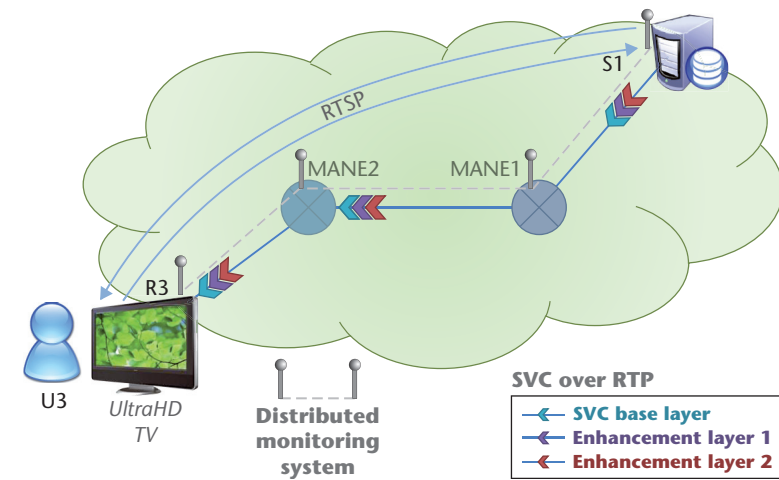 S1
RTSP
MANE2
MANE1
R3
U3
UltraHD
TV
Distributed
monitoring
system
SVC over RTP
SVC base layer
Enhancement layer 1
Enhancement layer 2